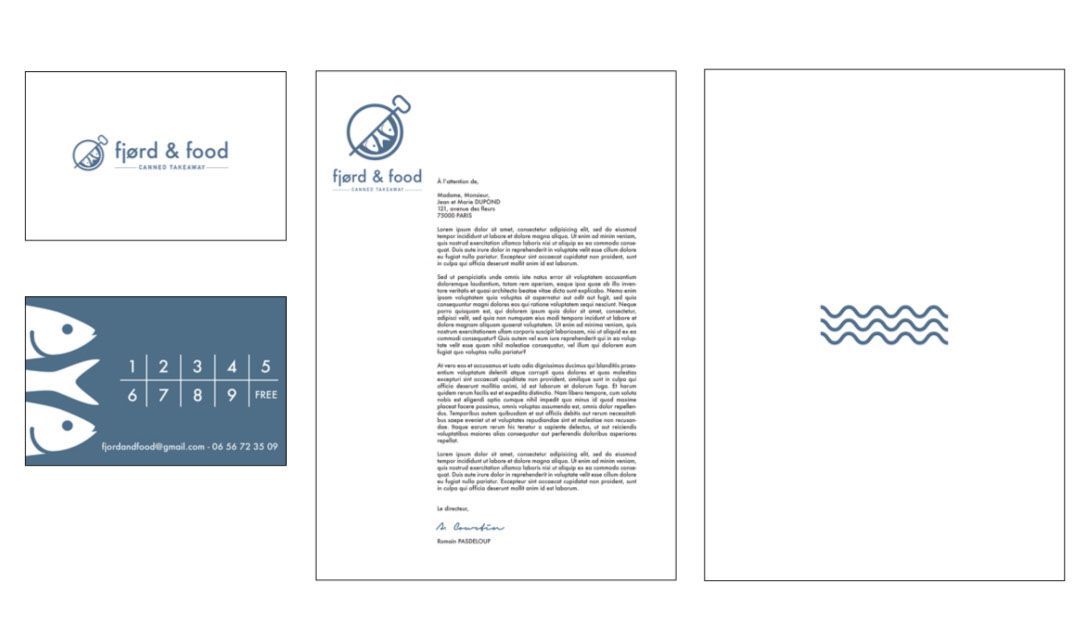 fjørd & food
CANNED TAKEAWAY
1 2 3 4 5
6 7 8 9 FREE
fjordandfood@gmail.com - 06 56 72 35 09
fjørd & food
CANNED TAKEAWAY
À l'attention de,
Madame, Monsieur,
Jean et Marie DUPOND
121, avenue des fleurs
75000 PARIS
Lorem ipsum dolor sit amet, consectetur adipisicing elit, sed do eiusmod
tempor incididunt ut labore et dolore magna aliqua. Ut enim ad minim veniam,
quis nostrud exercitation ullamco laboris nisi ut aliquip ex ea commodo conse-
quat. Duis aute irure dolor in reprehenderit in voluptate velit esse cillum dolore
eu fugiat nulla pariatur. Excepteur sint occaecat cupidatat non proident, sunt
in culpa qui officia deserunt mollit anim id est laborum.
Sed ut perspiciatis unde omnis iste natus error sit voluptatem accusantium
doloremque laudantium, totam rem aperiam, eaque ipsa quae ab illo inven-
tore veritatis et quasi architecto beatae vitae dicta sunt explicabo. Nemo enim
ipsam voluptatem quia voluptas sit aspernatur aut odit aut fugit, sed quia
consequuntur magni dolores eos qui ratione voluptatem sequi nesciunt. Neque
porro quisquam est, qui dolorem ipsum quia dolor sit amet, consectetur,
adipisci velit, sed quia non numquam eius modi tempora incidunt ut labore et
dolore magnam aliquam quaerat voluptatem. Ut enim ad minima veniam, quis
nostrum exercitationem ullam corporis suscipit laboriosam, nisi ut aliquid ex ea
commodi consequatur? Quis autem vel eum iure reprehenderit qui in ea volup-
tate velit esse quam nihil molestiae consequatur, vel illum qui dolorem eum
fugiat quo voluptas nulla pariatur?
At vero eos et accusamus et iusto odio dignissimos ducimus qui blanditiis praes-
entium voluptatum deleniti atque corrupti quos dolores et quas molestias
excepturi sint occaecati cupiditate non provident, similique sunt in culpa qui
officia deserunt mollitia animi, id est laborum et dolorum fuga. Et harum
quidem rerum facilis est et expedita distinctio. Nam libero tempore, cum soluta
nobis est eligendi optio cumque nihil impedit quo minus id quod maxime
placeat facere possimus, omnis voluptas assumenda est, omnis dolor repellen-
dus. Temporibus autem quibusdam et aut officiis debitis aut rerum necessitati-
bus saepe eveniet ut et voluptates repudiandae sint et molestiae non recusan-
dae. Itaque earum rerum hic tenetur a sapiente delectus, ut aut reiciendis
voluptatibus maiores alias consequatur aut perferendis doloribus asperiores
repellat.
Lorem ipsum dolor sit amet, consectetur adipisicing elit, sed do eiusmod
tempor incididunt ut labore et dolore magna aliqua. Ut enim ad minim veniam,
quis nostrud exercitation ullamco laboris nisi ut aliquip ex ea commodo conse-
quat. Duis aute irure dolor in reprehenderit in voluptate velit esse cillum dolore
eu fugiat nulla pariatur. Excepteur sint occaecat cupidatat non proident, sunt
in culpa qui officia deserunt mollit anim id est laborum.
Le directeur,
Romain PASDELOUP